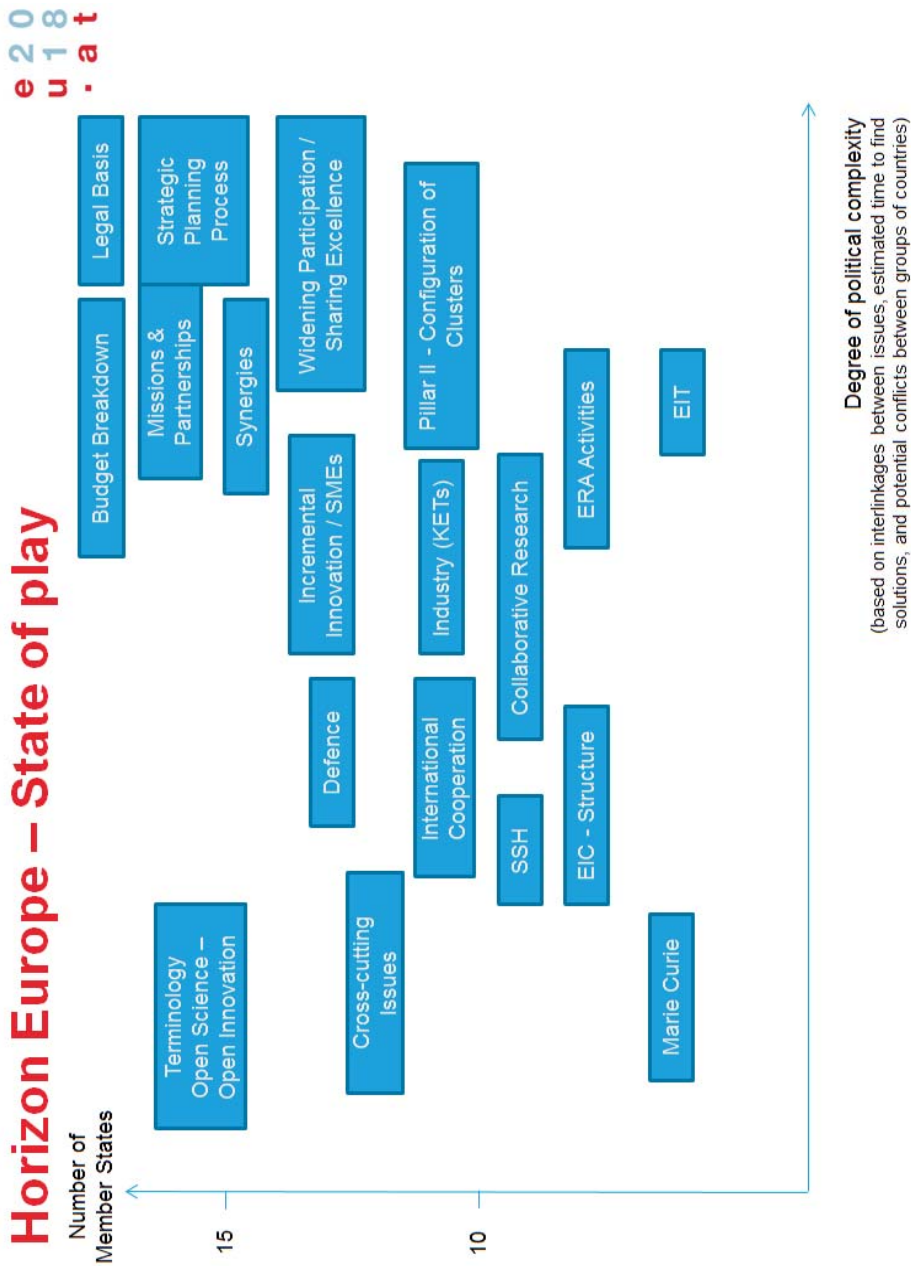 Horizon Europe – State of play
e 2 0
u 1 8
. a t
Number of
Member States
15
10
Budget Breakdown
Legal Basis
Terminology
Open Science –
Open Innovation
Missions &
Partnerships
Strategic
Planning
Process
Synergies
Defence
Incremental
Innovation / SMEs
Widening Participation /
Sharing Excellence
Cross-cutting
Issues
International
Cooperation
Industry (KETs)
Pillar II - Configuration of
Clusters
SSH
Collaborative Research
EIC - Structure
ERA Activities
Marie Curie
EIT
Degree of political complexity
(based on interlinkages between issues, estimated time to find
solutions, and potential conflicts between groups of countries)